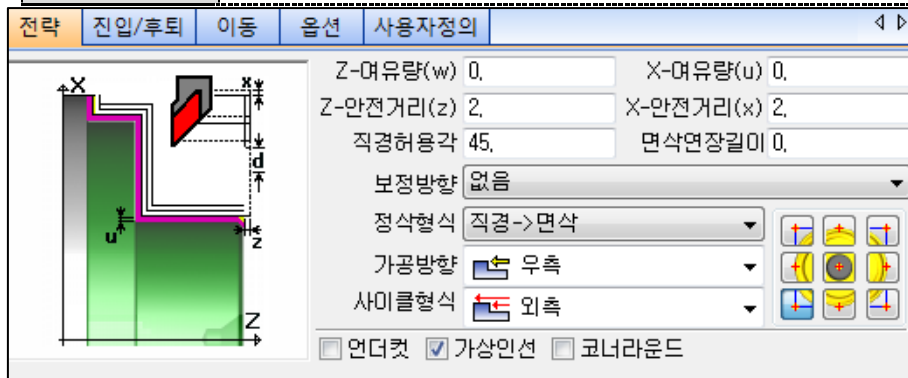 전략 진입/후퇴 이동 옵션 사용자정의
Z-여유량(w) 0, X-여유량(u) 0,
Z-안전거리(z) 2, X-안전거리(x) 2,
직경허용각 45, 면삭연장길이 0,
보정방향 없음
정삭형식 직경->면삭
가공방향 우측
사이클형식 외측
언더컷 가상인선 코너라운드
X
x
d
u
z
Z